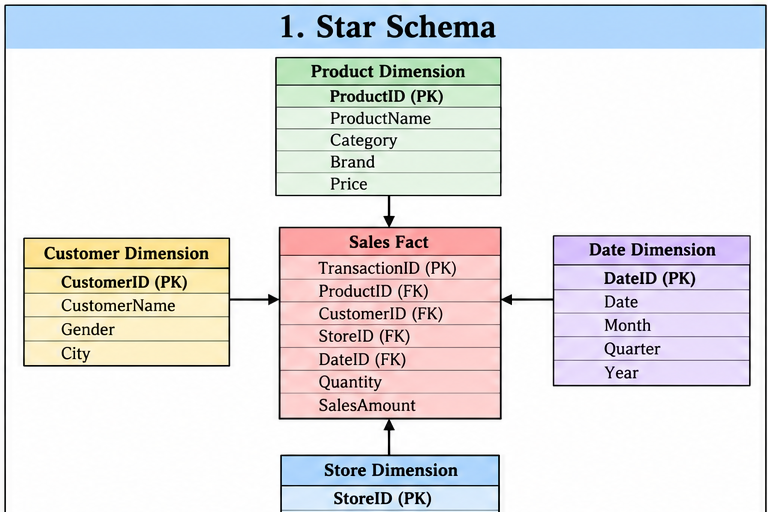 1. Star Schema
Product Dimension
ProductID (PK)
ProductName
Category
Brand
Price
Customer Dimension
CustomerID (PK)
CustomerName
Gender
City
Sales Fact
TransactionID (PK)
ProductID (FK)
CustomerID (FK)
StoreID (FK)
DateID (FK)
Quantity
SalesAmount
Date Dimension
DateID (PK)
Date
Month
Quarter
Year
Store Dimension
StoreID (PK)